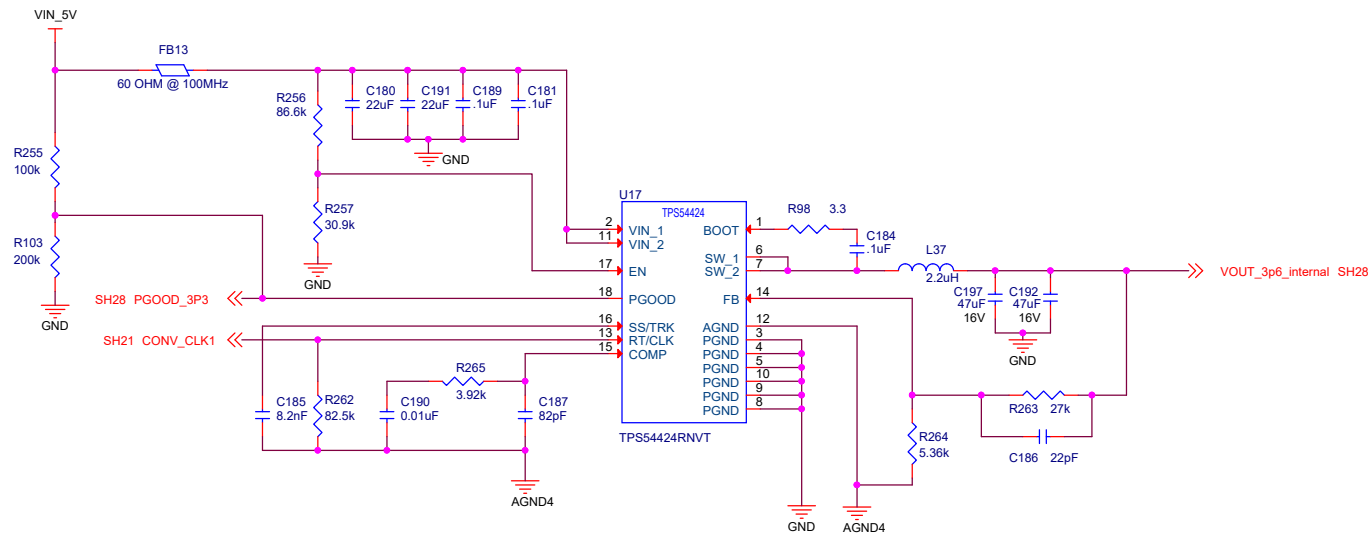 VIN_5V
FB13
60 OHM @ 100MHz
R256
86.6k
C180
22uF
C191
22uF
C189
.1uF
C181
.1uF
GND
R255
100k
R257
30.9k
GND
R103
200k
GND
SH28 PGOOD_3P3
SH21 CONV_CLK1
U17
TPS54424
2 VIN_1
11 VIN_2
17 EN
18 PGOOD
16 SS/TRK
13 RT/CLK
15 COMP
BOOT 1
SW_1 6
SW_2 7
FB 14
AGND 12
PGND 3
PGND 4
PGND 5
PGND 10
PGND 9
PGND 8
TPS54424RNVT
R98 3.3
C184
.1uF
L37
2.2uH
VOUT_3p6_internal SH28
C197
47uF
16V
C192
47uF
16V
GND
R265
3.92k
C185
8.2nF
R262
82.5k
C190
0.01uF
C187
82pF
AGND4
R263 27k
C186 22pF
R264
5.36k
GND
AGND4